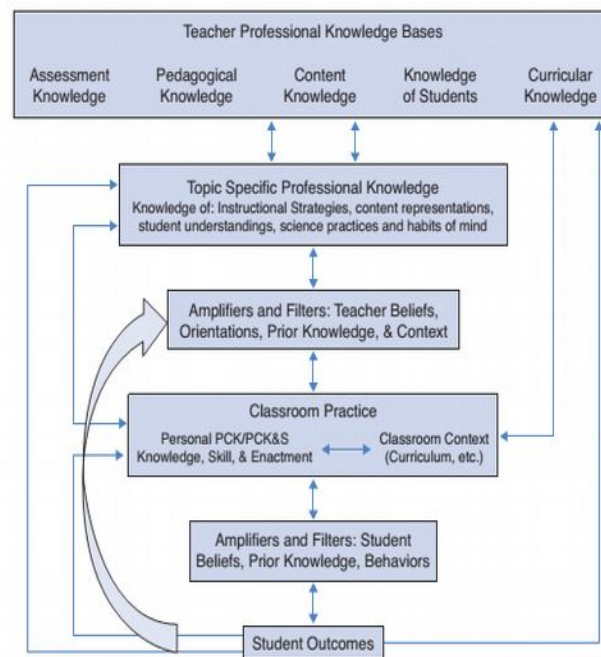 Teacher Professional Knowledge Bases
Assessment Knowledge
Pedagogical Knowledge
Content Knowledge
Knowledge of Students
Curricular Knowledge
Topic Specific Professional Knowledge
Knowledge of: Instructional Strategies, content representations,
student understandings, science practices and habits of mind
Amplifiers and Filters: Teacher Beliefs,
Orientations, Prior Knowledge, & Context
Classroom Practice
Personal PCK/PCK&S
Knowledge, Skill, & Enactment
Classroom Context
(Curriculum, etc.)
Amplifiers and Filters: Student
Beliefs, Prior Knowledge, Behaviors
Student Outcomes